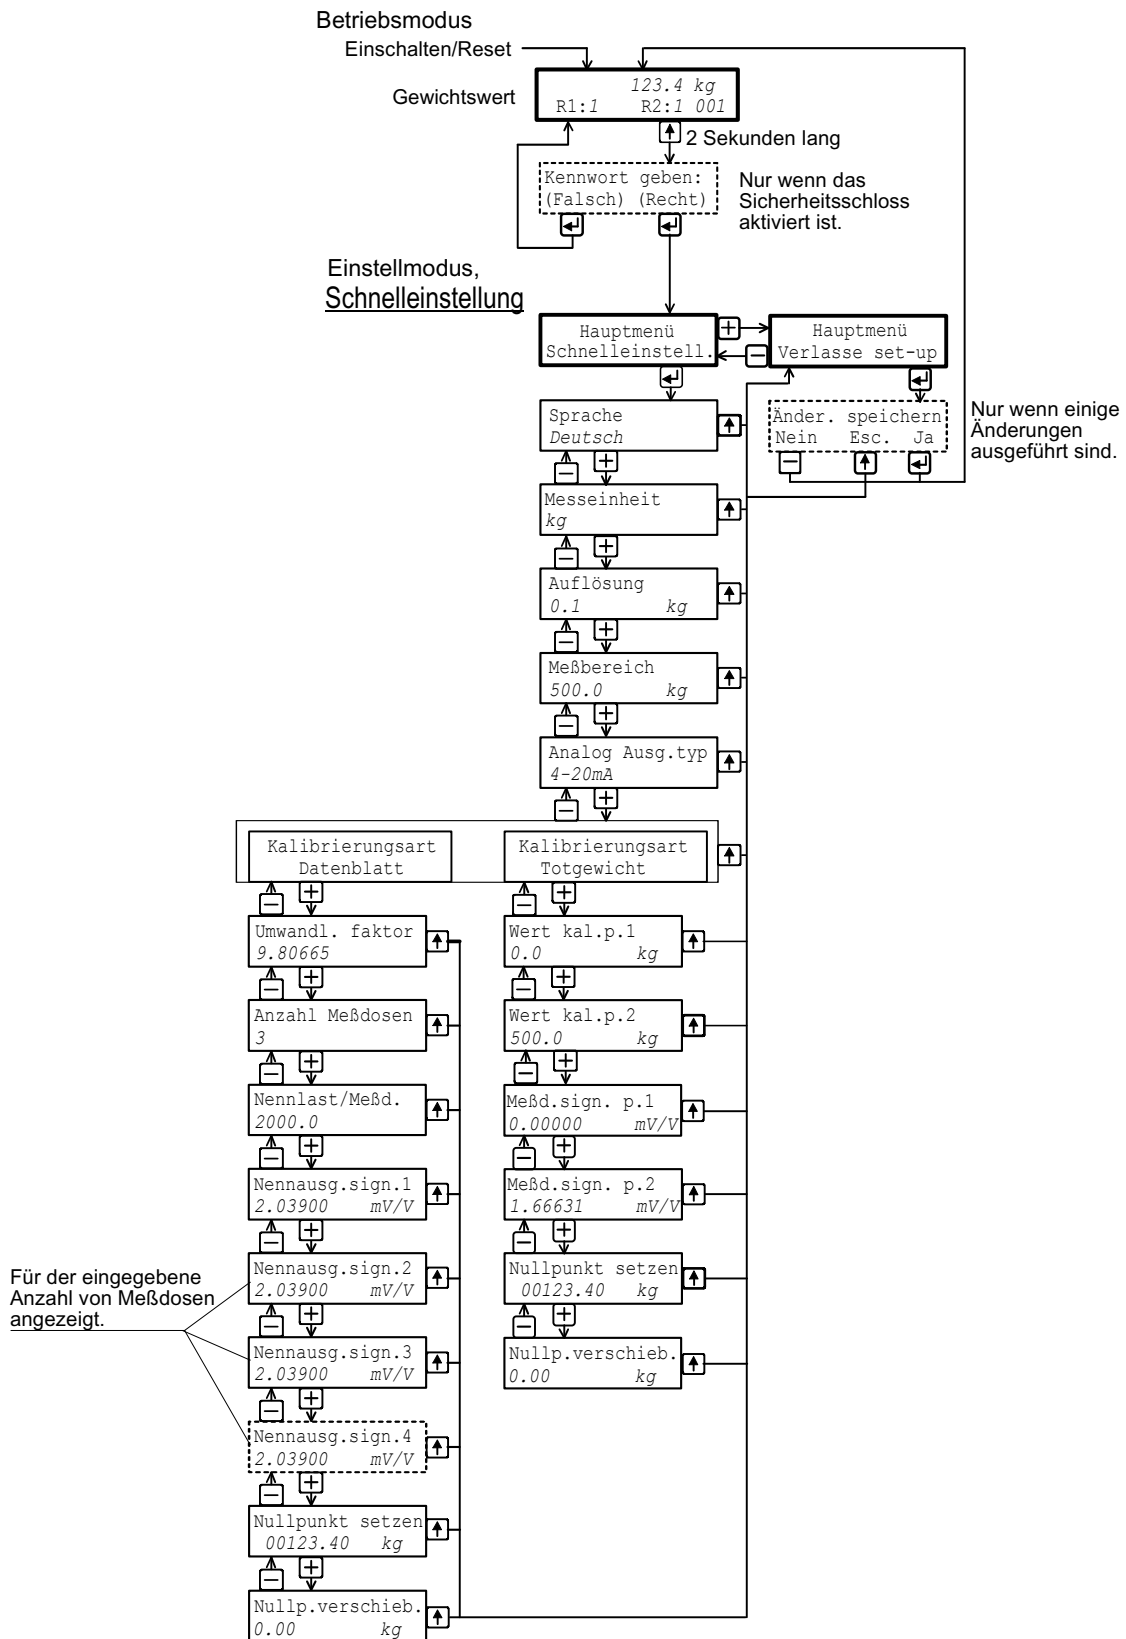 Betriebsmodus
Einschalten/Reset
Gewichtswert
123.4 kg
R1:1 R2:1 001
2 Sekunden lang
Kennwort geben:
(Falsch) (Recht)
Nur wenn das
Sicherheitsschloss
aktiviert ist.
Einstellmodus,
Schnelleinstellung
Hauptmenü
Schnelleinstell.
Hauptmenü
Verlasse set-up
Änder. speichern
Nein Esc. Ja
Nur wenn einige
Änderungen
ausgeführt sind.
Sprache
Deutsch
Messeinheit
kg
Auflösung
0.1 kg
Meßbereich
500.0 kg
Analog Ausg.typ
4-20mA
Kalibrierungsart
Datenblatt
Kalibrierungsart
Totgewicht
Umwandl. faktor
9.80665
Anzahl Meßdosen
3
Nennlast/Meßd.
2000.0
Nennausg.sign.1
2.03900 mV/V
Nennausg.sign.2
2.03900 mV/V
Nennausg.sign.3
2.03900 mV/V
Nennausg.sign.4
2.03900 mV/V
Nullpunkt setzen
00123.40 kg
Nullp.verschieb.
0.00 kg
Für der eingegebene
Anzahl von Meßdosen
angezeigt.
Wert kal.p.1
0.0 kg
Wert kal.p.2
500.0 kg
Meßd.sign. p.1
0.00000 mV/V
Meßd.sign. p.2
1.66631 mV/V
Nullpunkt setzen
00123.40 kg
Nullp.verschieb.
0.00 kg